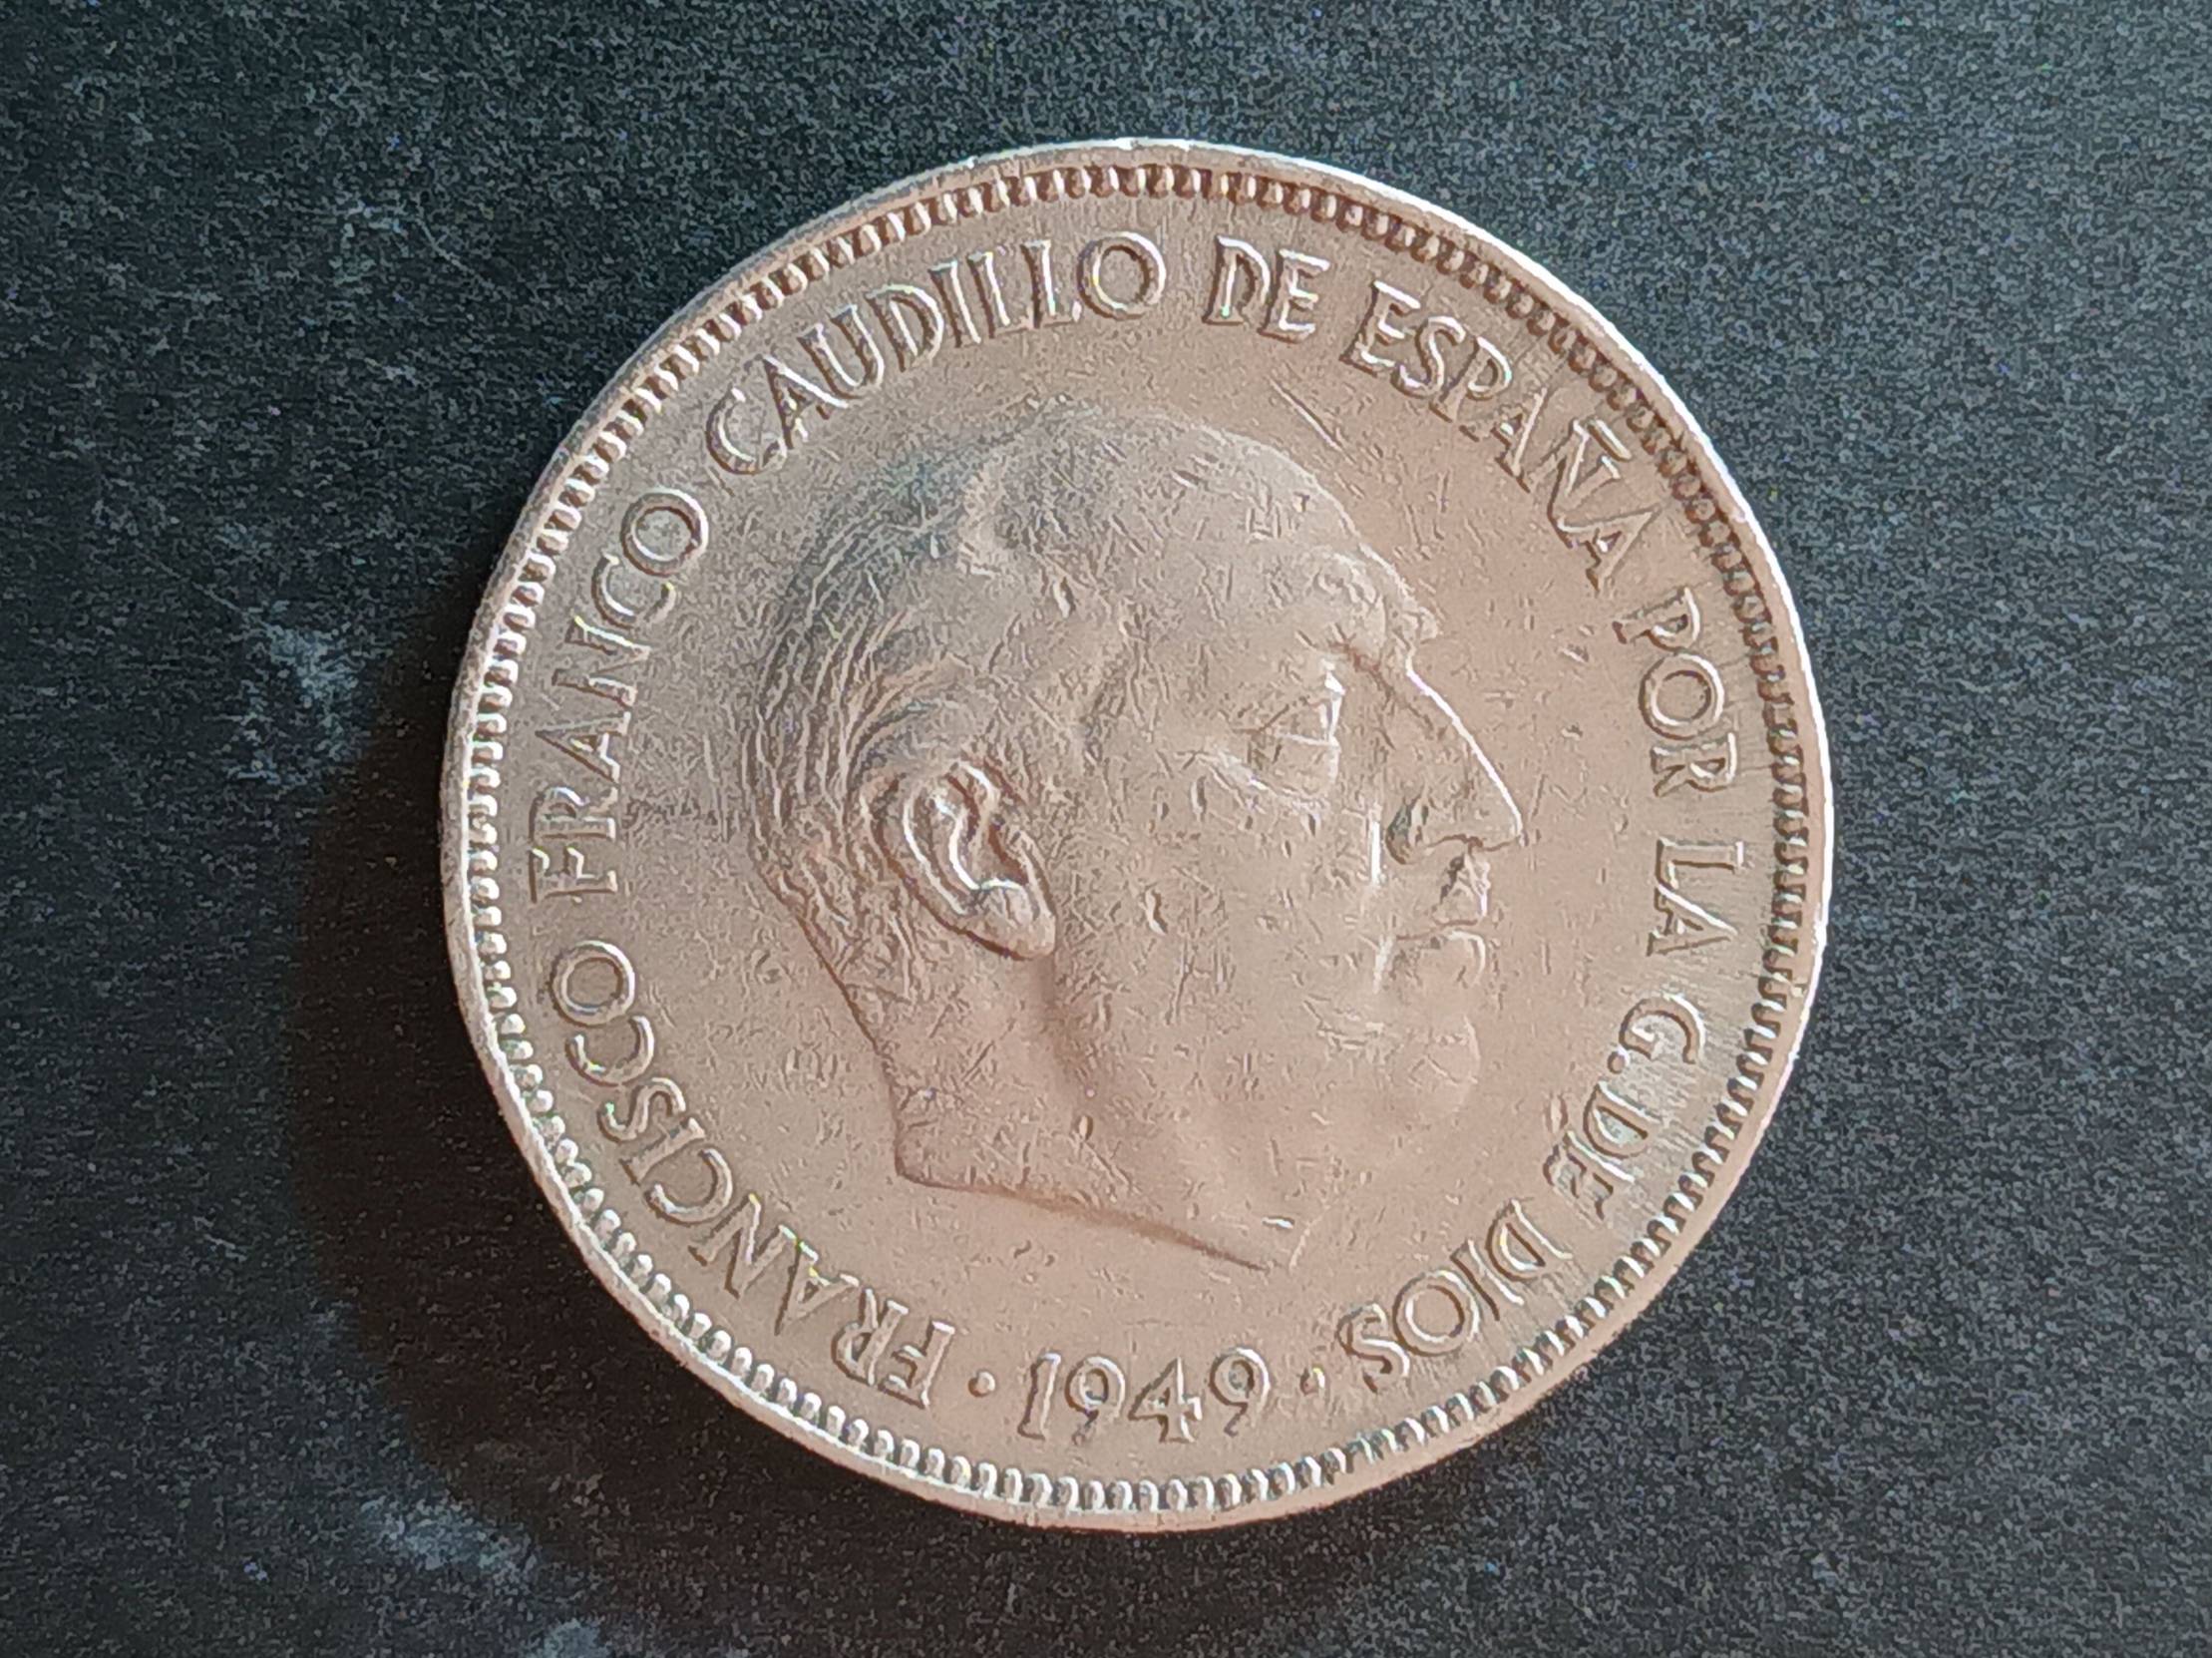 FRANCISCO FRANCO CAUDILLO DE ESPAÑA POR LA G. DE DIOS
· 1949 ·